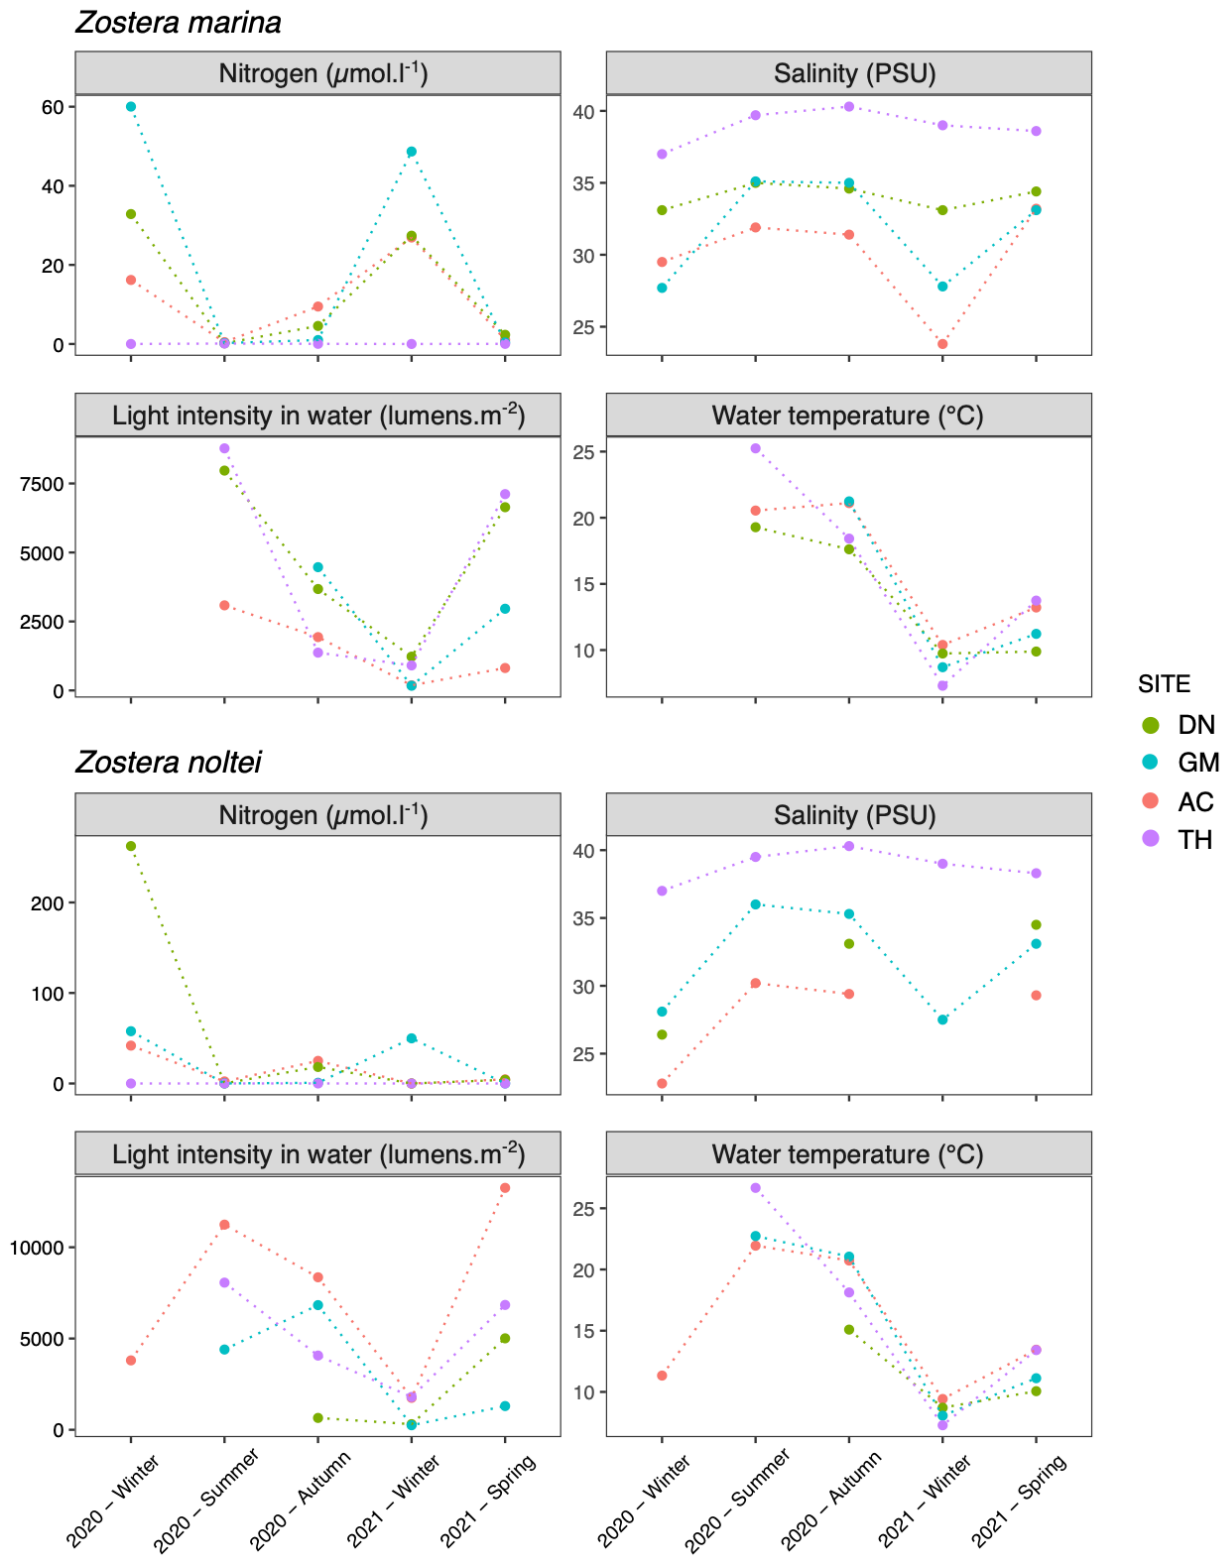 Zostera marina
Nitrogen (µmol.l-1)
Salinity (PSU)
60
40
20
0
40
35
30
25
Light intensity in water (lumens.m-2)
Water temperature (°C)
7500
5000
2500
0
25
20
15
10
SITE
DN
GM
AC
TH
Zostera noltei
Nitrogen (µmol.l-1)
Salinity (PSU)
200
100
0
40
35
30
25
Light intensity in water (lumens.m-2)
Water temperature (°C)
10000
5000
0
25
20
15
10
2020 – Winter
2020 – Summer
2020 – Autumn
2021 – Winter
2021 – Spring
2020 – Winter
2020 – Summer
2020 – Autumn
2021 – Winter
2021 – Spring